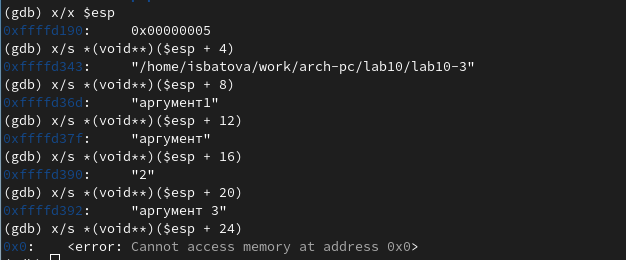 (gdb) x/x $esp
0xffffd190:     0x00000005
(gdb) x/s *(void**)($esp + 4)
0xffffd343:     "/home/isbatova/work/arch-pc/lab10/lab10-3"
(gdb) x/s *(void**)($esp + 8)
0xffffd36d:     "аргумент1"
(gdb) x/s *(void**)($esp + 12)
0xffffd37f:     "аргумент"
(gdb) x/s *(void**)($esp + 16)
0xffffd390:     "2"
(gdb) x/s *(void**)($esp + 20)
0xffffd392:     "аргумент 3"
(gdb) x/s *(void**)($esp + 24)
0x0:    <error: Cannot access memory at address 0x0>